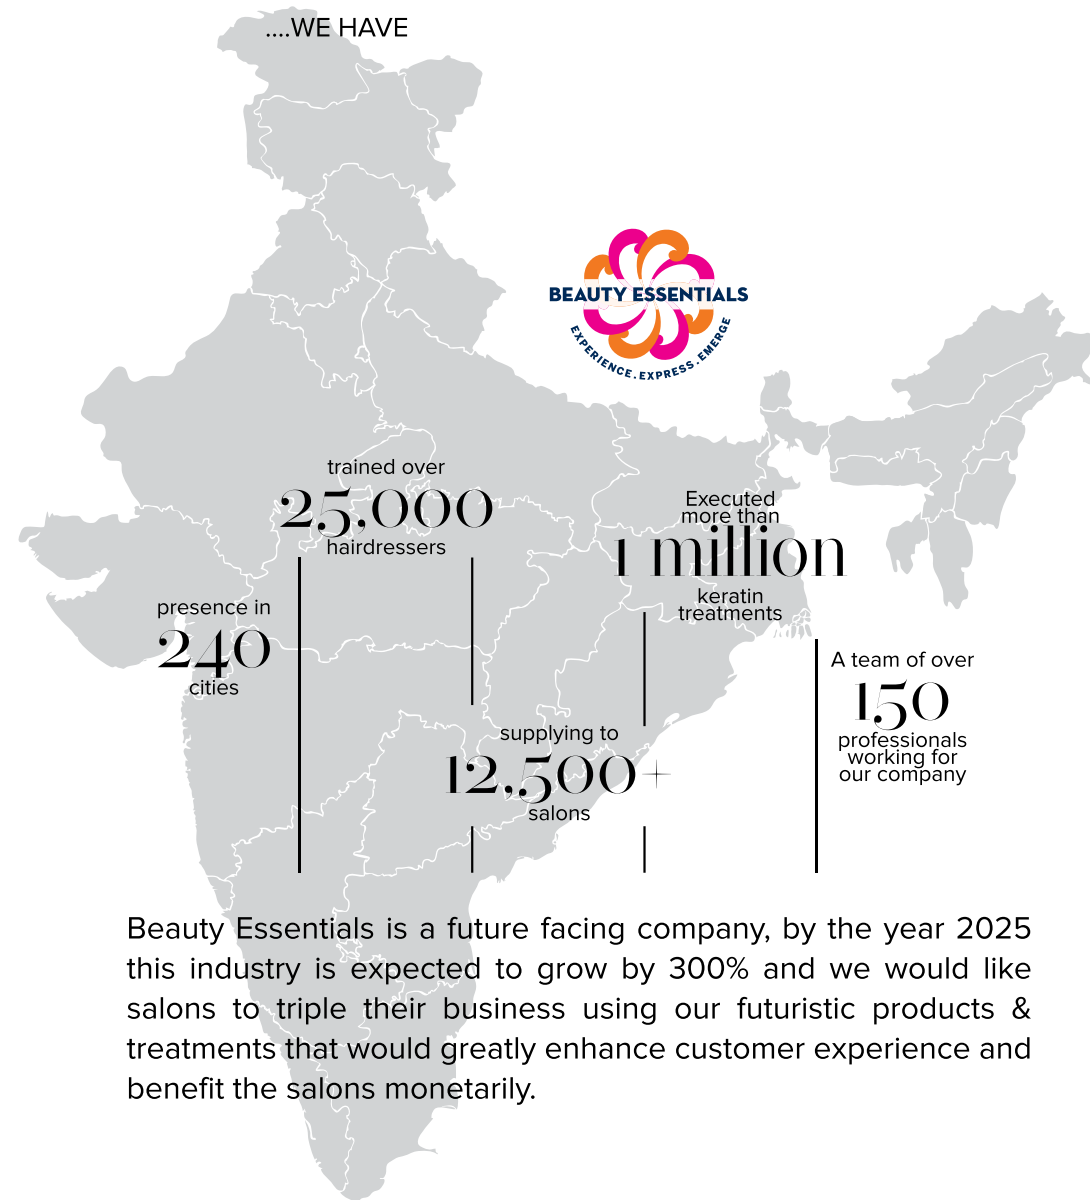 ....WE HAVE
BEAUTY ESSENTIALS
EXPERIENCE.EXPRESS.EMERGE
trained over
25,000
hairdressers
Executed
more than
1 million
keratin
treatments
presence in
240
cities
A team of over
150
professionals
working for
our company
supplying to
12,500+
salons
Beauty Essentials is a future facing company, by the year 2025
this industry is expected to grow by 300% and we would like
salons to triple their business using our futuristic products &
treatments that would greatly enhance customer experience and
benefit the salons monetarily.